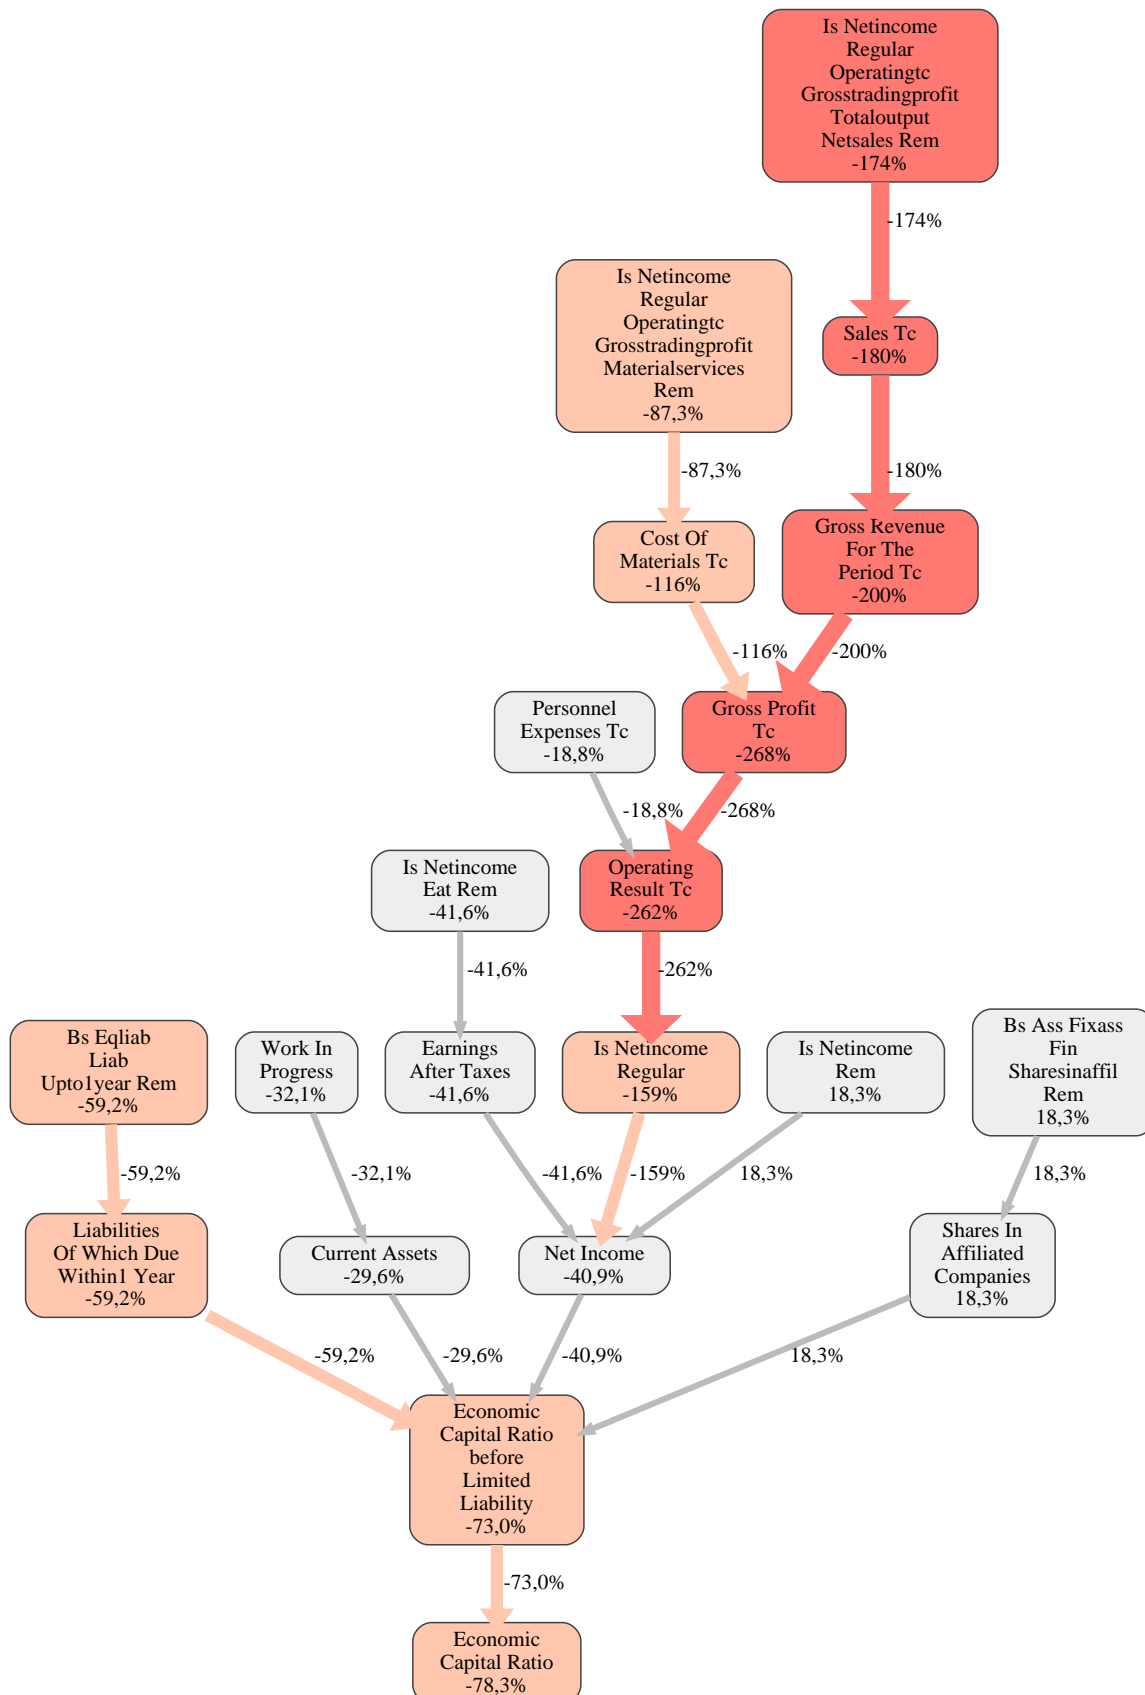 Is Netincome
Regular
Operatingtc
Grosstradingprofit
Totaloutput
Netsales Rem
-174%
-174%
Is Netincome
Regular
Operatingtc
Grosstradingprofit
Materialservices
Rem
-87,3%
Sales Tc
-180%
-87,3%
-180%
Cost Of
Materials Tc
-116%
Gross Revenue
For The
Period Tc
-200%
-116%
-200%
Personnel
Expenses Tc
-18,8%
Gross Profit
Tc
-268%
-18,8%
-268%
Is Netincome
Eat Rem
-41,6%
Operating
Result Tc
-262%
-41,6%
-262%
Bs Eqliab
Liab
Upto1year Rem
-59,2%
Work In
Progress
-32,1%
Earnings
After Taxes
-41,6%
Is Netincome
Regular
-159%
Is Netincome
Rem
18,3%
Bs Ass Fixass
Fin
Sharesinaffil
Rem
18,3%
-59,2%
-32,1%
-41,6%
-159%
18,3%
18,3%
Liabilities
Of Which Due
Within1 Year
-59,2%
Current Assets
-29,6%
Net Income
-40,9%
Shares In
Affiliated
Companies
18,3%
-59,2%
-29,6%
-40,9%
18,3%
Economic
Capital Ratio
before
Limited
Liability
-73,0%
-73,0%
Economic
Capital Ratio
-78,3%